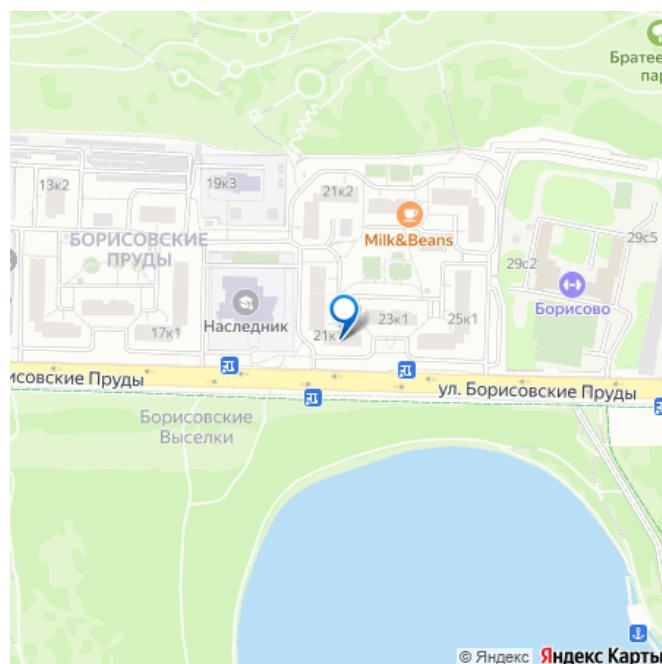 Братее
пар
13к2
19к3
21к2
Milk&Beans
БОРИСОВСКИЕ
ПРУДЫ
29с5
29с2
Борисово
Наследник
17к1
21к
23к1
25к1
исовские Пруды
ул. Борисовские Пруды
Борисовские
Выселки
© Яндекс Яндекс Карты